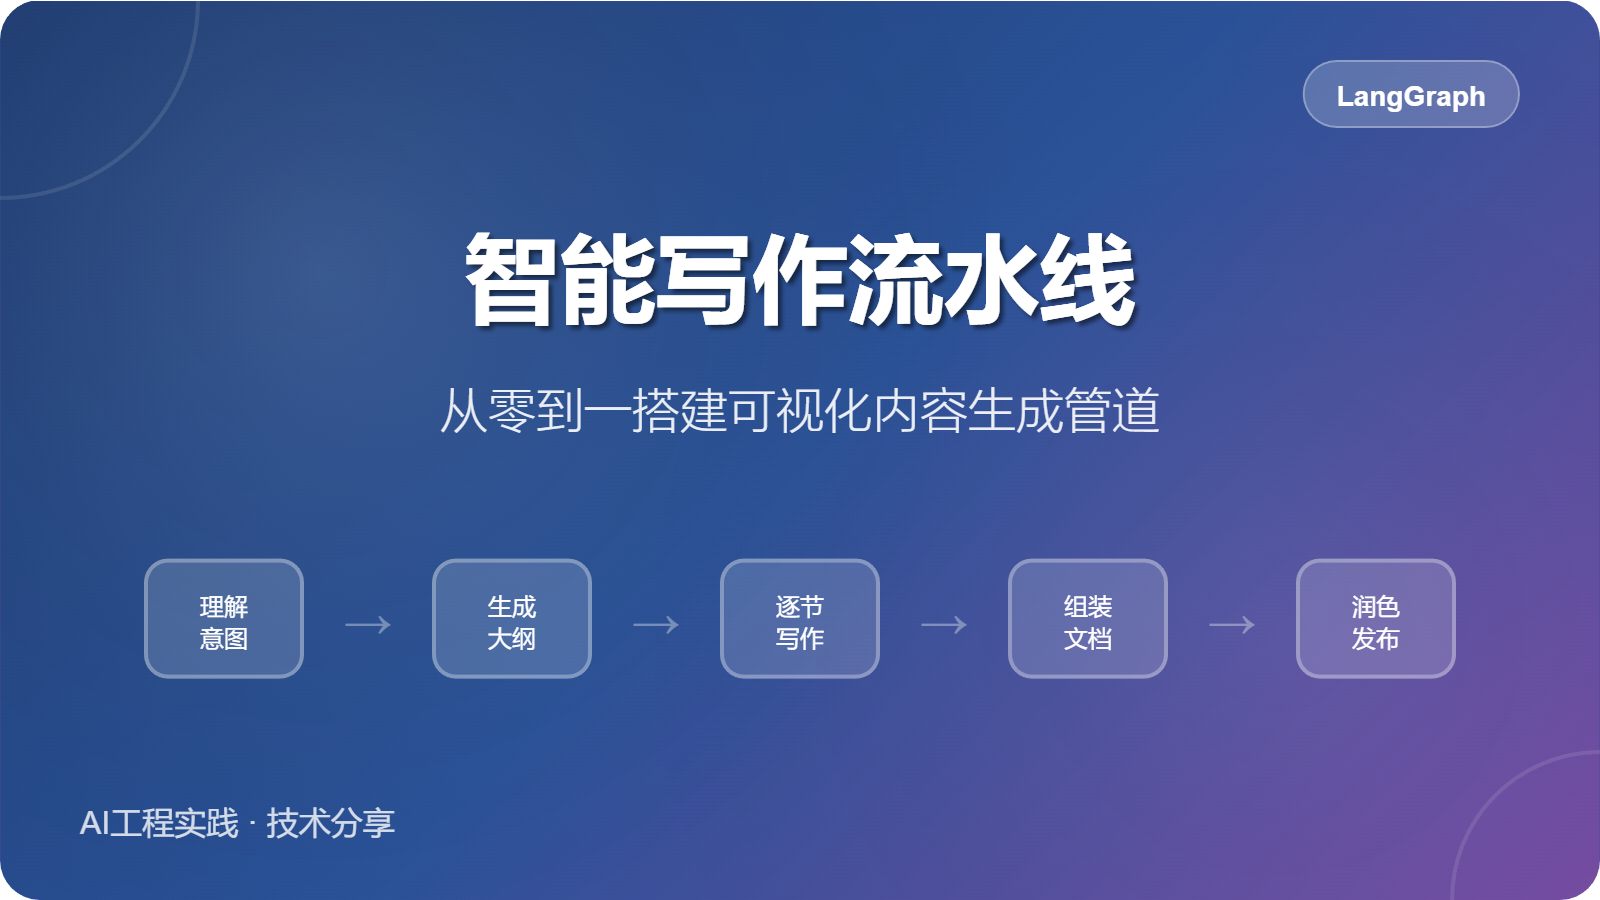 LangGraph
智能写作流水线
从零到一搭建可视化内容生成管道
理解
意图
→
生成
大纲
→
逐节
写作
→
组装
文档
→
润色
发布
AI工程实践 · 技术分享